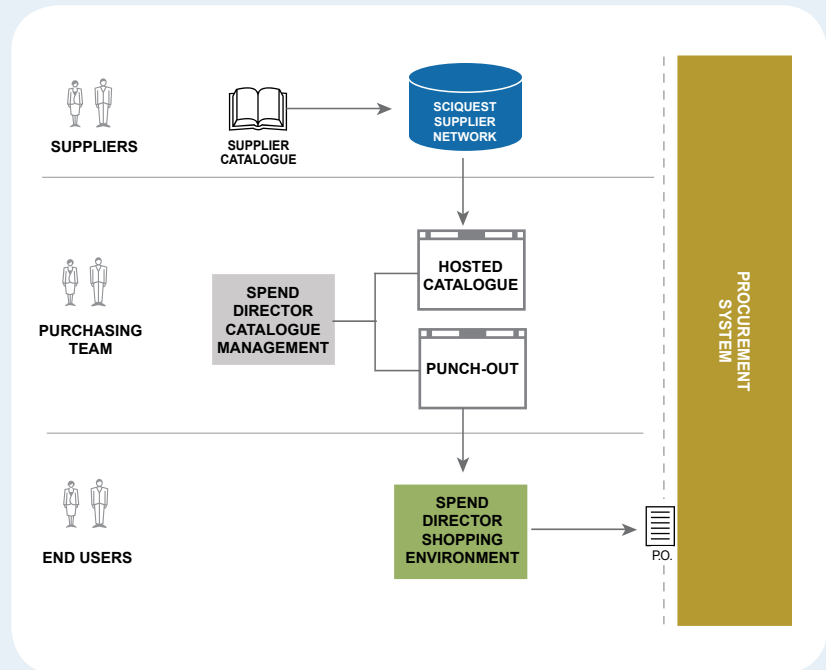 SUPPLIERS
SUPPLIER
CATALOGUE
SCIQUEST
SUPPLIER
NETWORK
PURCHASING
TEAM
SPEND
DIRECTOR
CATALOGUE
MANAGEMENT
HOSTED
CATALOGUE
PUNCH-OUT
END USERS
SPEND
DIRECTOR
SHOPPING
ENVIRONMENT
P.O.
PROCUREMENT
SYSTEM